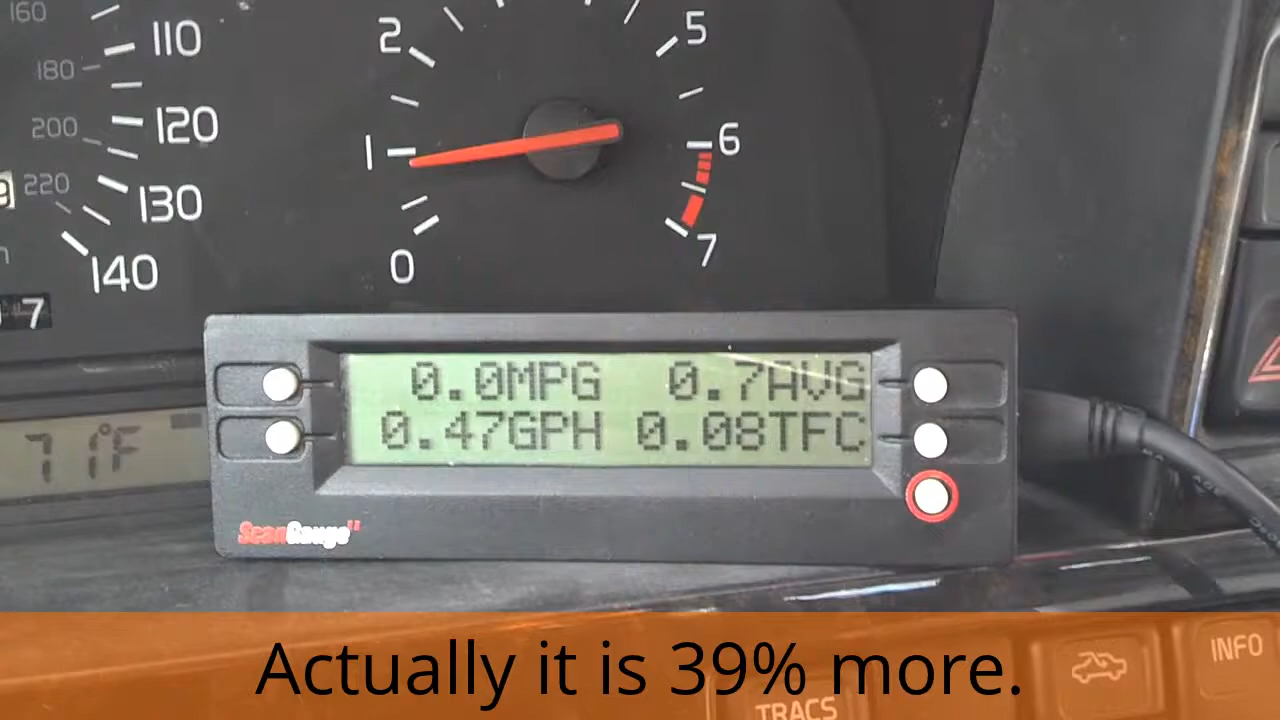 160
110
180
200
120
9
220
130
140
7
2
5
1
6
0
7
71°F
0.0MPG 0.7AVG
0.47GPH 0.08TFC
ScanGauge II
Actually it is 39% more.
TRACS
INFO